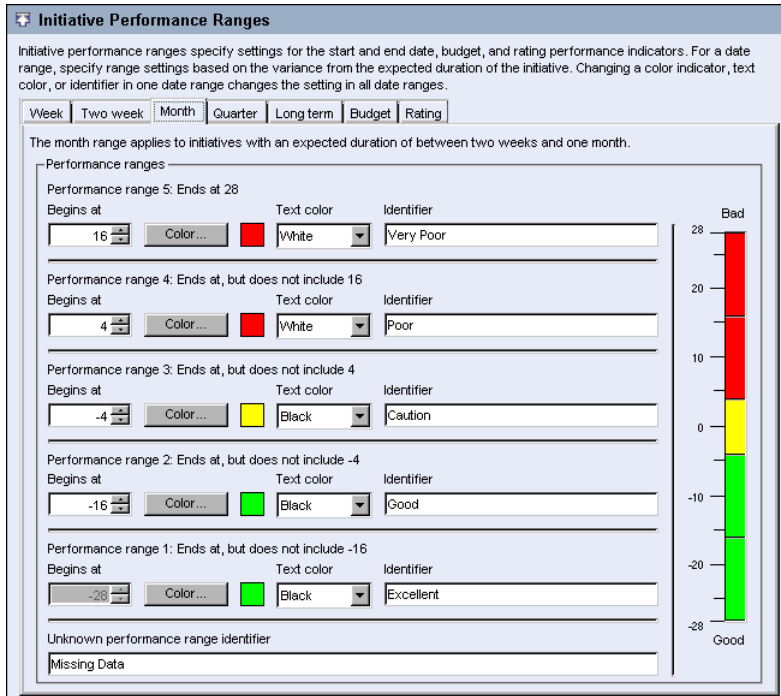 Initiative Performance Ranges
Initiative performance ranges specify settings for the start and end date, budget, and rating performance indicators. For a date
range, specify range settings based on the variance from the expected duration of the initiative. Changing a color indicator, text
color, or identifier in one date range changes the setting in all date ranges.
Week Two week Month Quarter Long term Budget Rating
The month range applies to initiatives with an expected duration of between two weeks and one month.
Performance ranges
Performance range 5: Ends at 28
Begins at Text color Identifier
16 Color... White Very Poor
Performance range 4: Ends at, but does not include 16
Begins at Text color Identifier
4 Color... White Poor
Performance range 3: Ends at, but does not include 4
Begins at Text color Identifier
-4 Color... Black Caution
Performance range 2: Ends at, but does not include -4
Begins at Text color Identifier
-16 Color... Black Good
Performance range 1: Ends at, but does not include -16
Begins at Text color Identifier
-28 Color... Black Excellent
Unknown performance range identifier
Missing Data
Bad
28
20
10
0
-10
-20
-28
Good